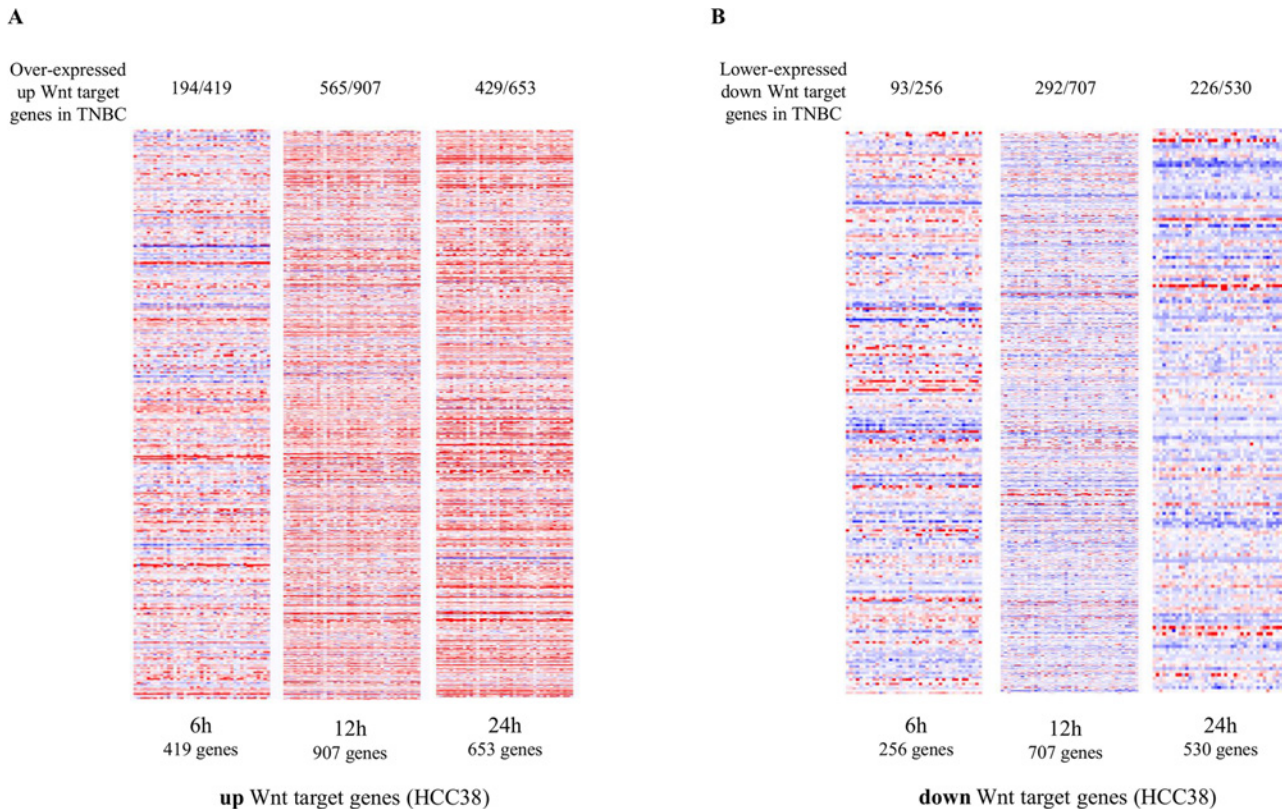 A
Over-expressed
up Wnt target
genes in TNBC
194/419
565/907
429/653
6h
419 genes
12h
907 genes
24h
653 genes
up Wnt target genes (HCC38)
B
Lower-expressed
down Wnt target
genes in TNBC
93/256
292/707
226/530
6h
256 genes
12h
707 genes
24h
530 genes
down Wnt target genes (HCC38)